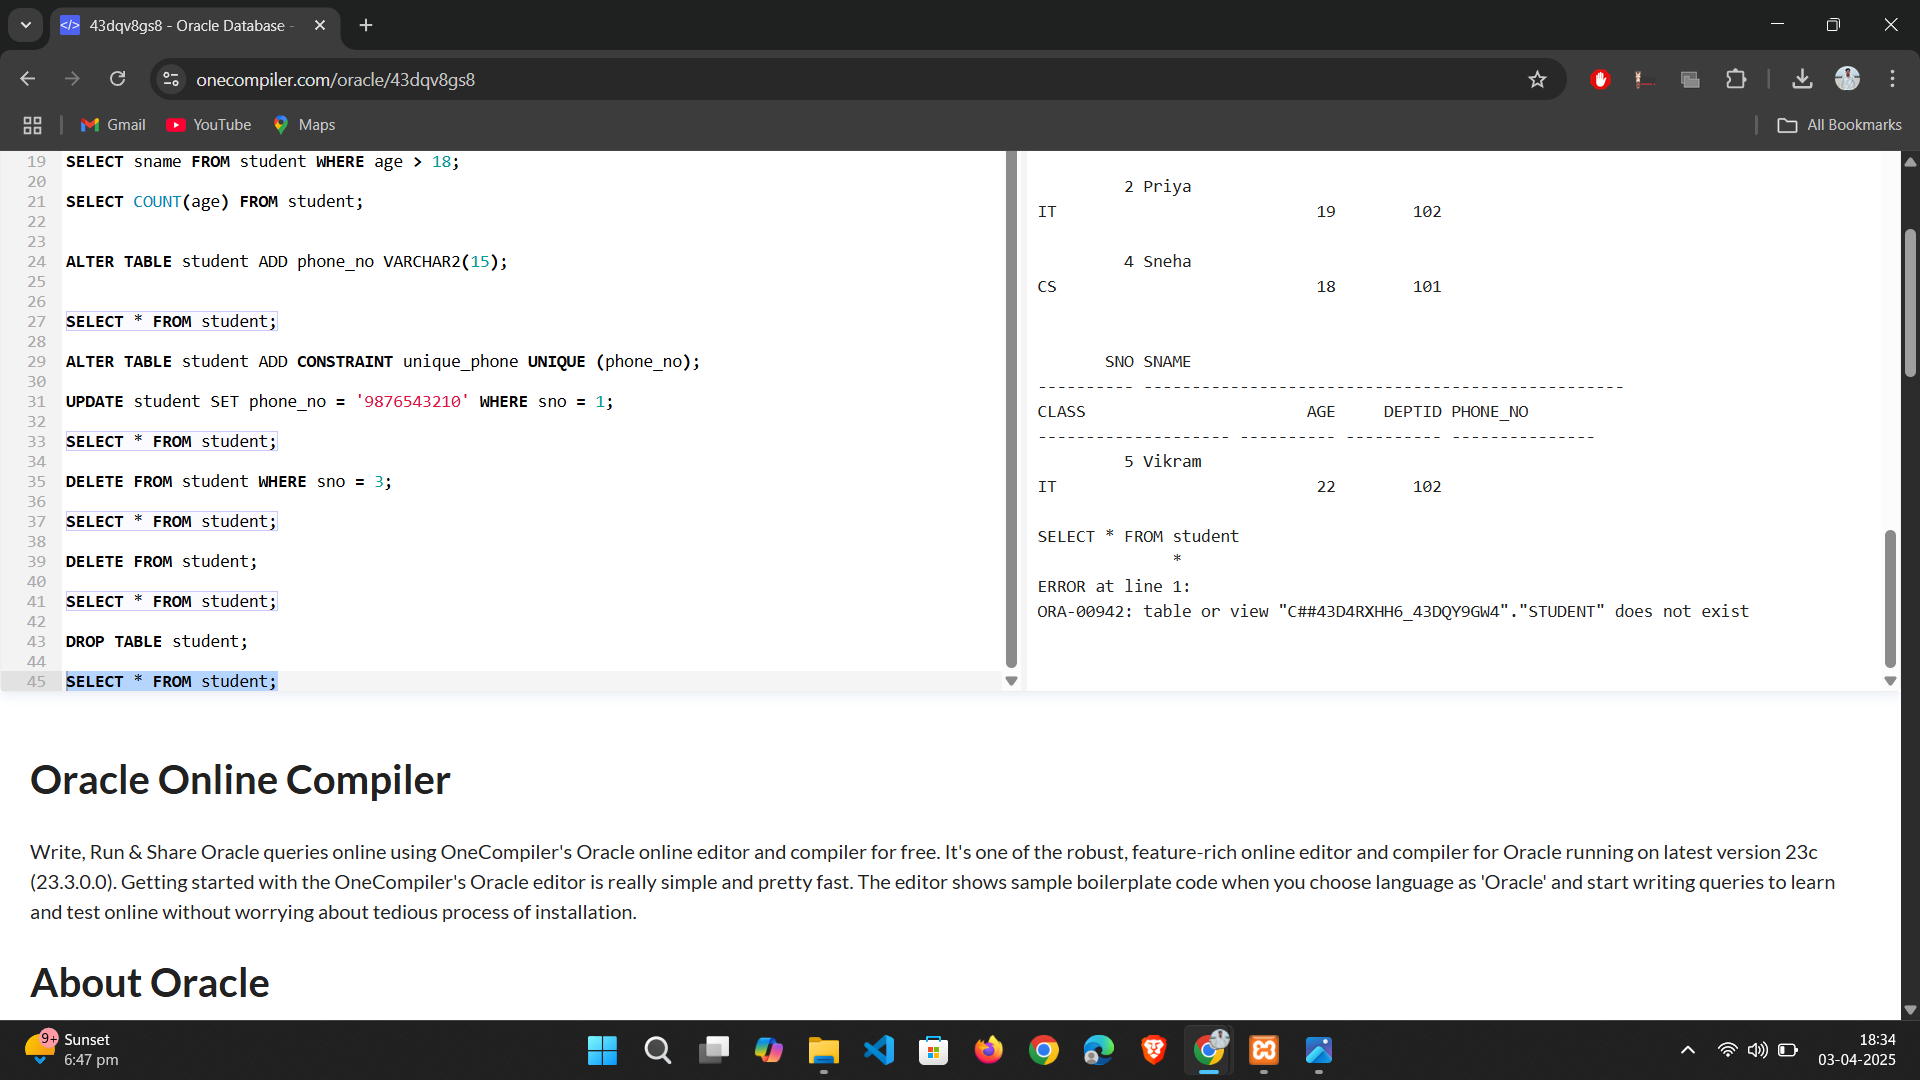 43dqv8gs8 - Oracle Database -
onecompiler.com/oracle/43dqv8gs8
Gmail
YouTube
Maps
All Bookmarks
19 SELECT sname FROM student WHERE age > 18;
20
21 SELECT COUNT(age) FROM student;
22
23
24 ALTER TABLE student ADD phone_no VARCHAR2(15);
25
26
27 SELECT * FROM student;
28
29 ALTER TABLE student ADD CONSTRAINT unique_phone UNIQUE (phone_no);
30
31 UPDATE student SET phone_no = '9876543210' WHERE sno = 1;
32
33 SELECT * FROM student;
34
35 DELETE FROM student WHERE sno = 3;
36
37 SELECT * FROM student;
38
39 DELETE FROM student;
40
41 SELECT * FROM student;
42
43 DROP TABLE student;
44
45 SELECT * FROM student;
2 Priya
IT 19 102
4 Sneha
CS 18 101
SNO SNAME
---------- --------------------------------------------------
CLASS AGE DEPTID PHONE_NO
-------------------- ---------- ---------- ---------------
5 Vikram
IT 22 102
SELECT * FROM student
*
ERROR at line 1:
ORA-00942: table or view "C##43D4RXHH6_43DQY9GW4"."STUDENT" does not exist
Oracle Online Compiler
Write, Run & Share Oracle queries online using OneCompiler's Oracle online editor and compiler for free. It's one of the robust, feature-rich online editor and compiler for Oracle running on latest version 23c
(23.3.0.0). Getting started with the OneCompiler's Oracle editor is really simple and pretty fast. The editor shows sample boilerplate code when you choose language as 'Oracle' and start writing queries to learn
and test online without worrying about tedious process of installation.
About Oracle
9+
Sunset
6:47 pm
18:34
03-04-2025